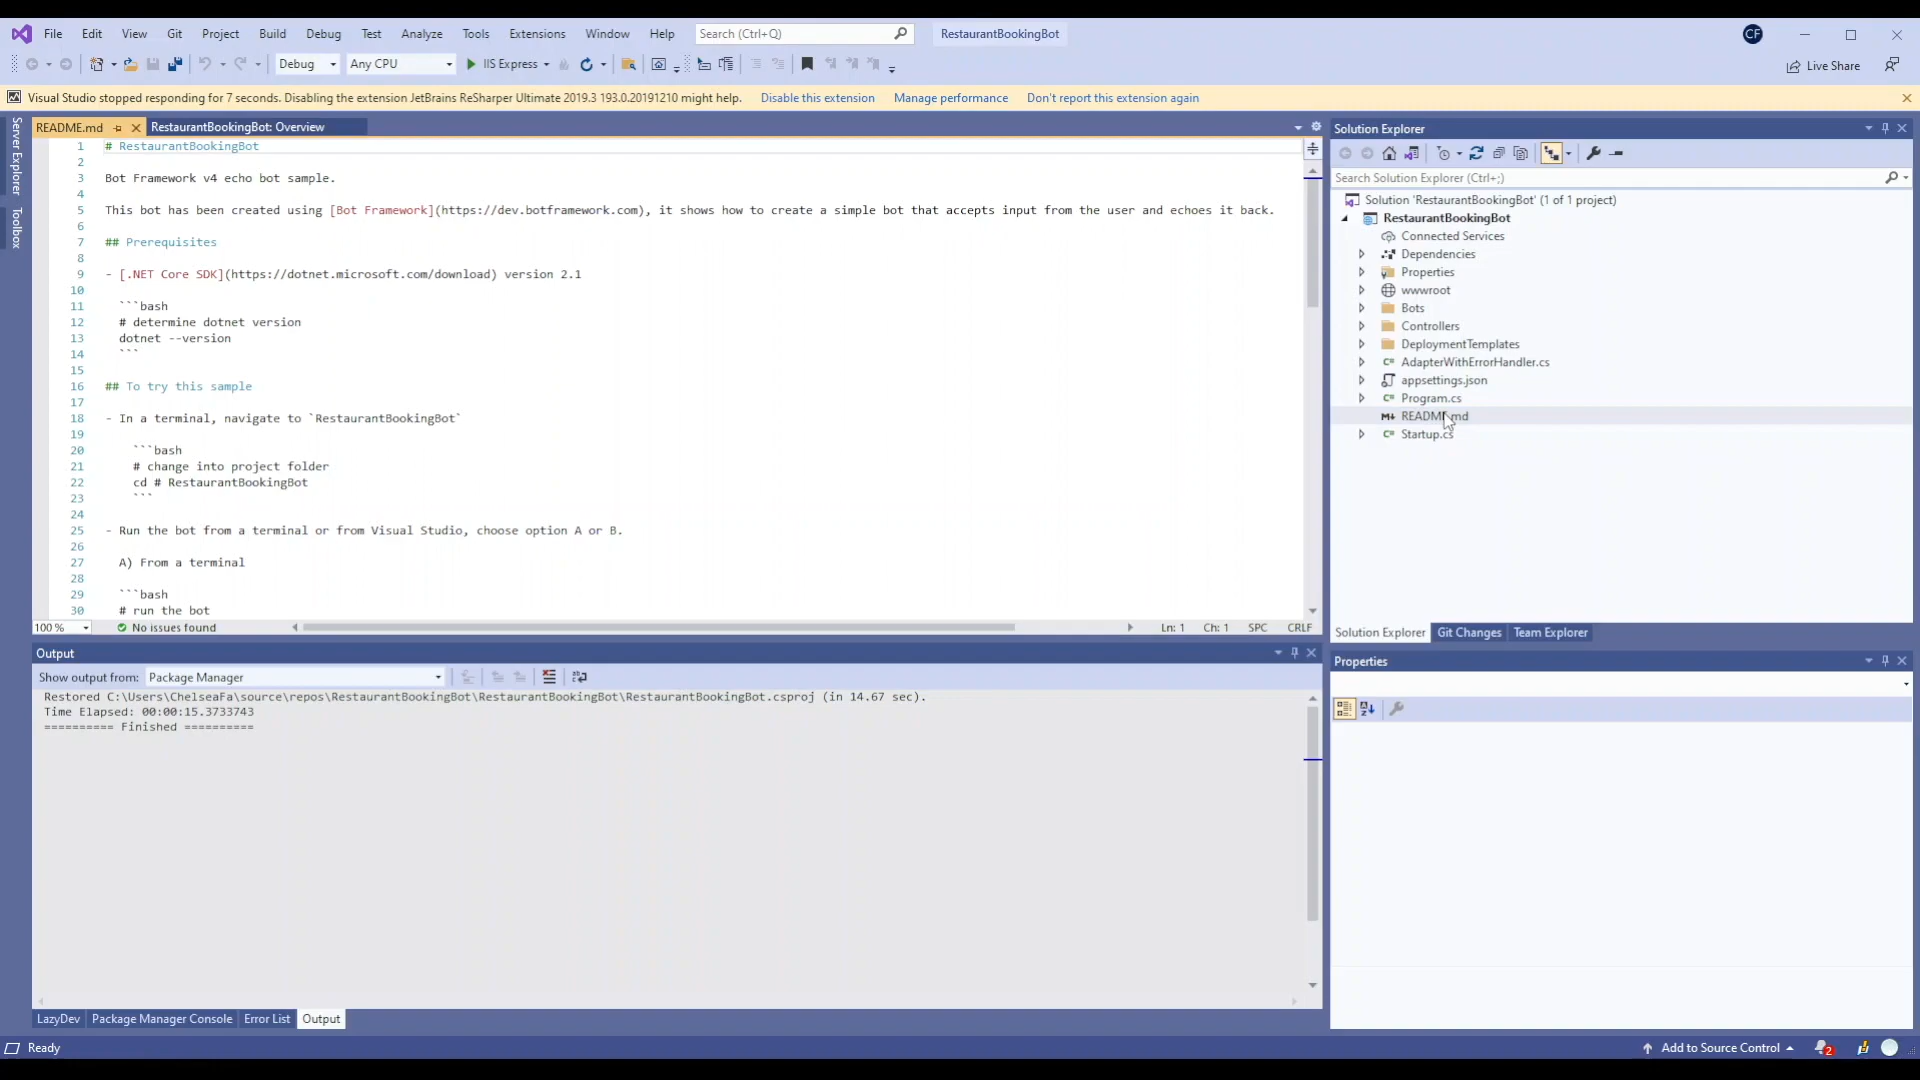 File Edit View Git Project Build Debug Test Analyze Tools Extensions Window Help Search (Ctrl+Q) RestaurantBookingBot CF
Debug Any CPU IIS Express Live Share
Visual Studio stopped responding for 7 seconds. Disabling the extension JetBrains ReSharper Ultimate 2019.3 193.0.20191210 might help. Disable this extension Manage performance Don't report this extension again
Server Explorer
Toolbox
README.md RestaurantBookingBot: Overview
1 # RestaurantBookingBot
2
3 Bot Framework v4 echo bot sample.
4
5 This bot has been created using [Bot Framework](https://dev.botframework.com), it shows how to create a simple bot that accepts input from the user and echoes it back.
6
7 ## Prerequisites
8
9 - [.NET Core SDK](https://dotnet.microsoft.com/download) version 2.1
10
11 ```bash
12 # determine dotnet version
13 dotnet --version
14 ```
15
16 ## To try this sample
17
18 - In a terminal, navigate to `RestaurantBookingBot`
19
20 ```bash
21 # change into project folder
22 cd # RestaurantBookingBot
23 ```
24
25 - Run the bot from a terminal or from Visual Studio, choose option A or B.
26
27 A) From a terminal
28
29 ```bash
30 # run the bot
100 % No issues found Ln: 1 Ch: 1 SPC CRLF
Output
Show output from: Package Manager
Restored C:\Users\ChelseaFa\source\repos\RestaurantBookingBot\RestaurantBookingBot\RestaurantBookingBot.csproj (in 14.67 sec).
Time Elapsed: 00:00:15.3733743
========== Finished ==========
LazyDev Package Manager Console Error List Output
Solution Explorer
Search Solution Explorer (Ctrl+;)
Solution 'RestaurantBookingBot' (1 of 1 project)
RestaurantBookingBot
Connected Services
Dependencies
Properties
wwwroot
Bots
Controllers
DeploymentTemplates
C# AdapterWithErrorHandler.cs
appsettings.json
C# Program.cs
M↓ README.md
C# Startup.cs
Solution Explorer Git Changes Team Explorer
Properties
Ready Add to Source Control 2